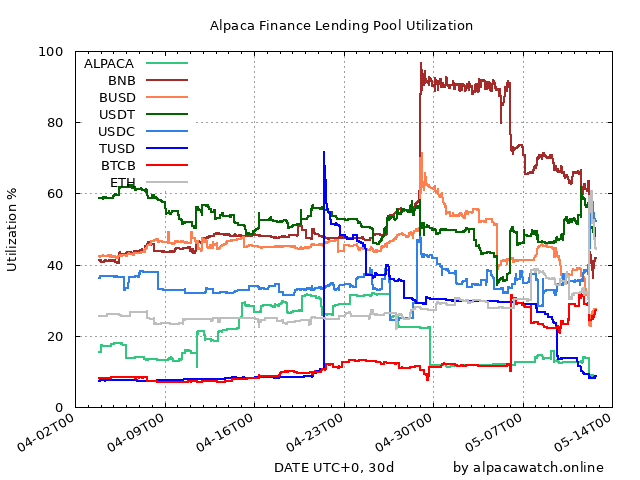 Alpaca Finance Lending Pool Utilization
100
80
60
40
20
0
Utilization %
ALPACA
BNB
BUSD
USDT
USDC
TUSD
BTCB
ETH
04-02T00
04-09T00
04-16T00
04-23T00
04-30T00
05-07T00
05-14T00
DATE UTC+0, 30d
by alpacawatch.online